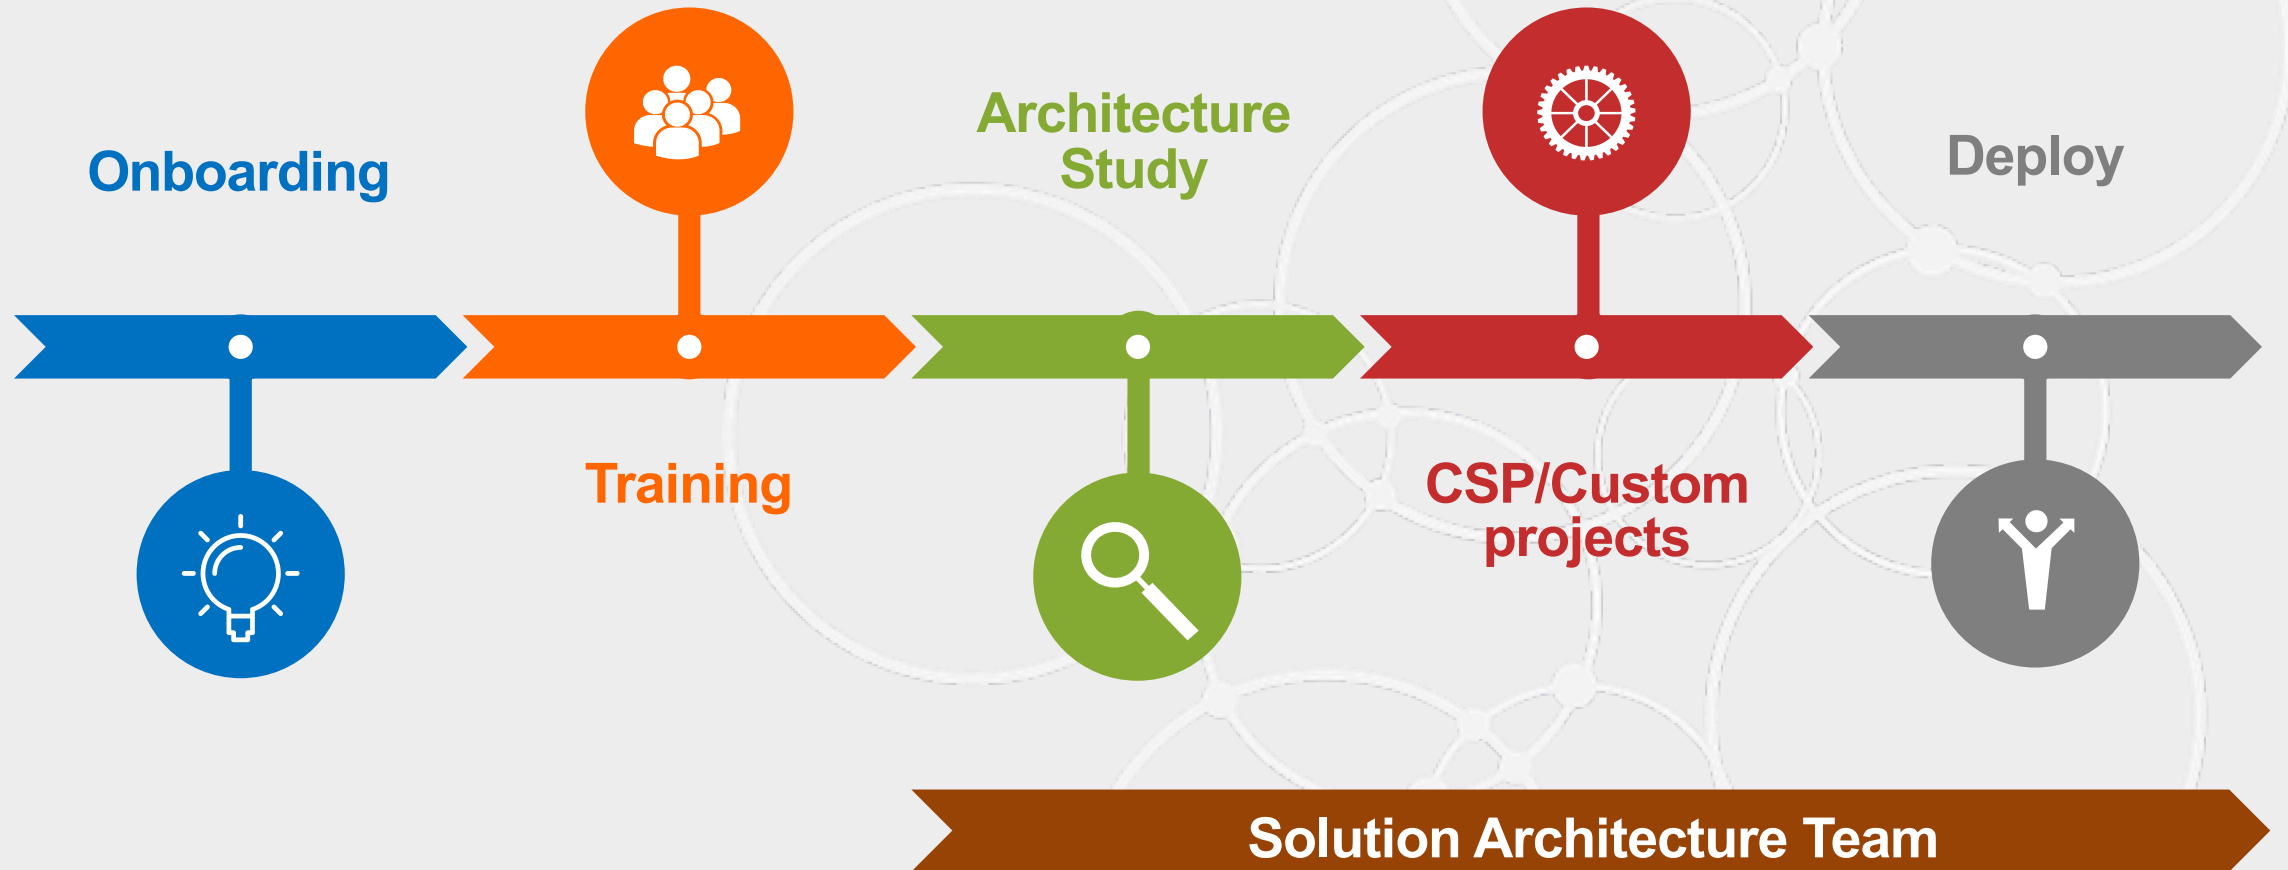 Onboarding
Training
Architecture
Study
CSP/Custom
projects
Deploy
Solution Architecture Team